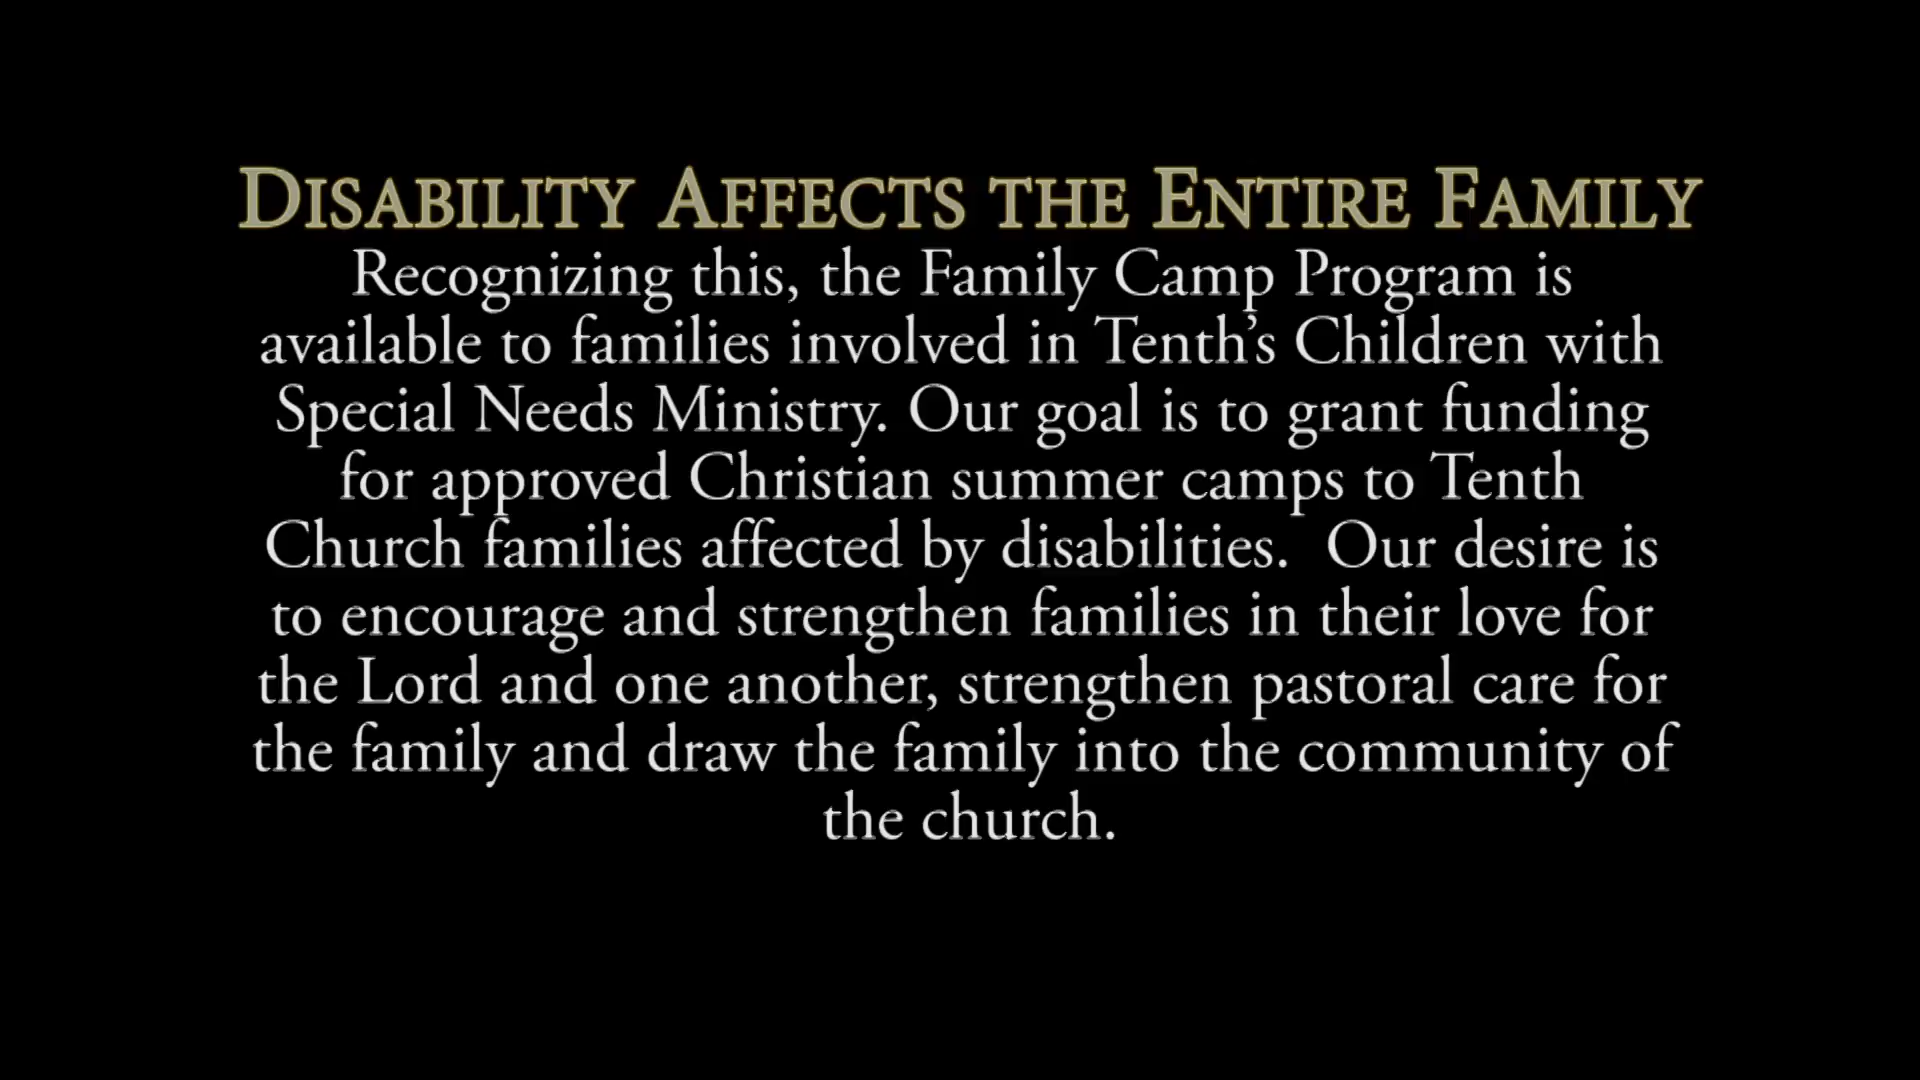 Disability Affects the Entire Family
Recognizing this, the Family Camp Program is
available to families involved in Tenth’s Children with
Special Needs Ministry. Our goal is to grant funding
for approved Christian summer camps to Tenth
Church families affected by disabilities.  Our desire is
to encourage and strengthen families in their love for
the Lord and one another, strengthen pastoral care for
the family and draw the family into the community of
the church.